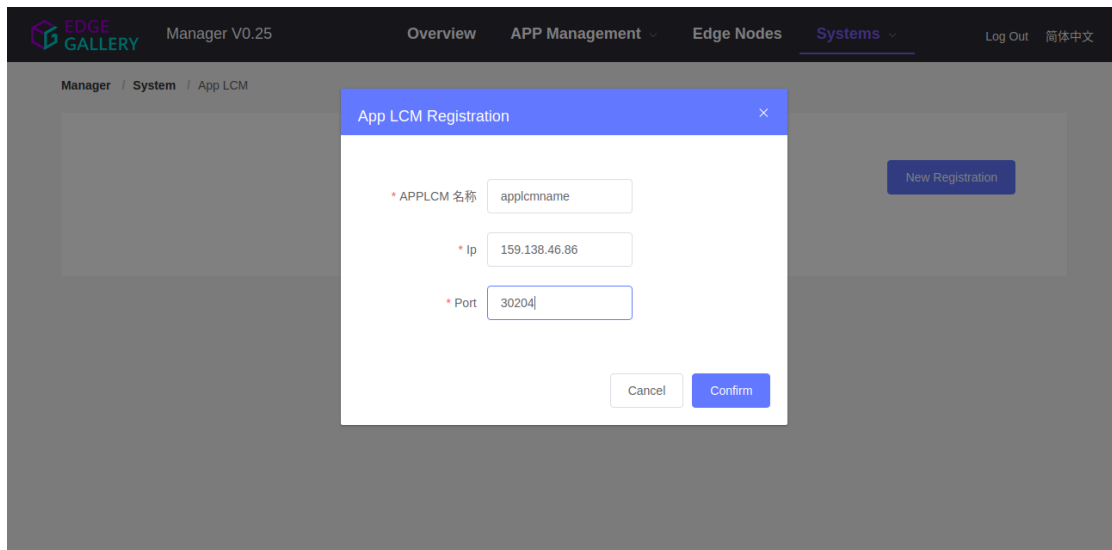 EDGE
GALLERY
Manager V0.25
Overview
APP Management
Edge Nodes
Systems
Log Out
简体中文
Manager / System / App LCM
App LCM Registration
New Registration
* APPLCM 名称
applcmname
* Ip
159.138.46.86
* Port
30204
Cancel
Confirm